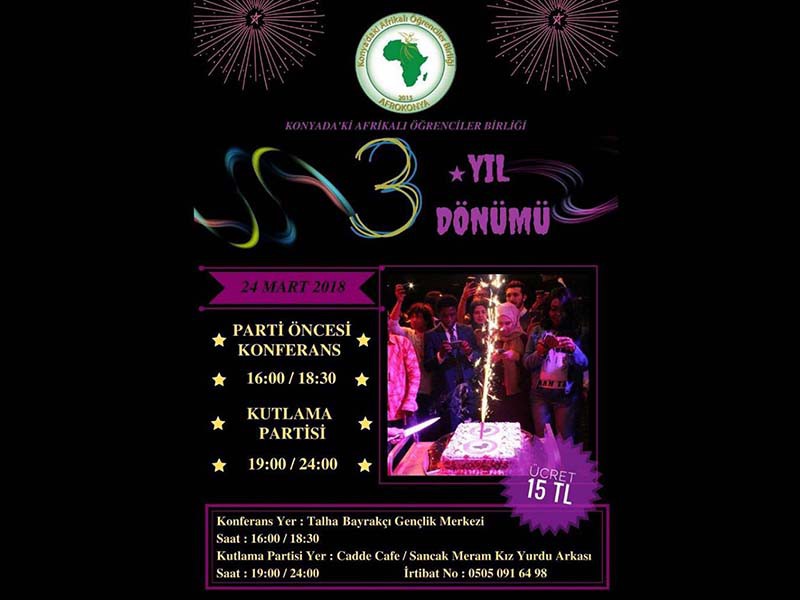 Konya'daki Afrikalı Öğrenciler Birliği
2015
AFROKONYA
KONYADA'Kİ AFRİKALI ÖĞRENCİLER BİRLİĞİ
3 YIL
DÖNÜMÜ
24 MART 2018
PARTİ ÖNCESİ
KONFERANS
16:00 / 18:30
KUTLAMA
PARTİSİ
19:00 / 24:00
ÜCRET
15 TL
Konferans Yer : Talha Bayrakçı Gençlik Merkezi
Saat : 16:00 / 18:30
Kutlama Partisi Yer : Cadde Cafe / Sancak Meram Kız Yurdu Arkası
Saat : 19:00 / 24:00 İrtibat No : 0505 091 64 98